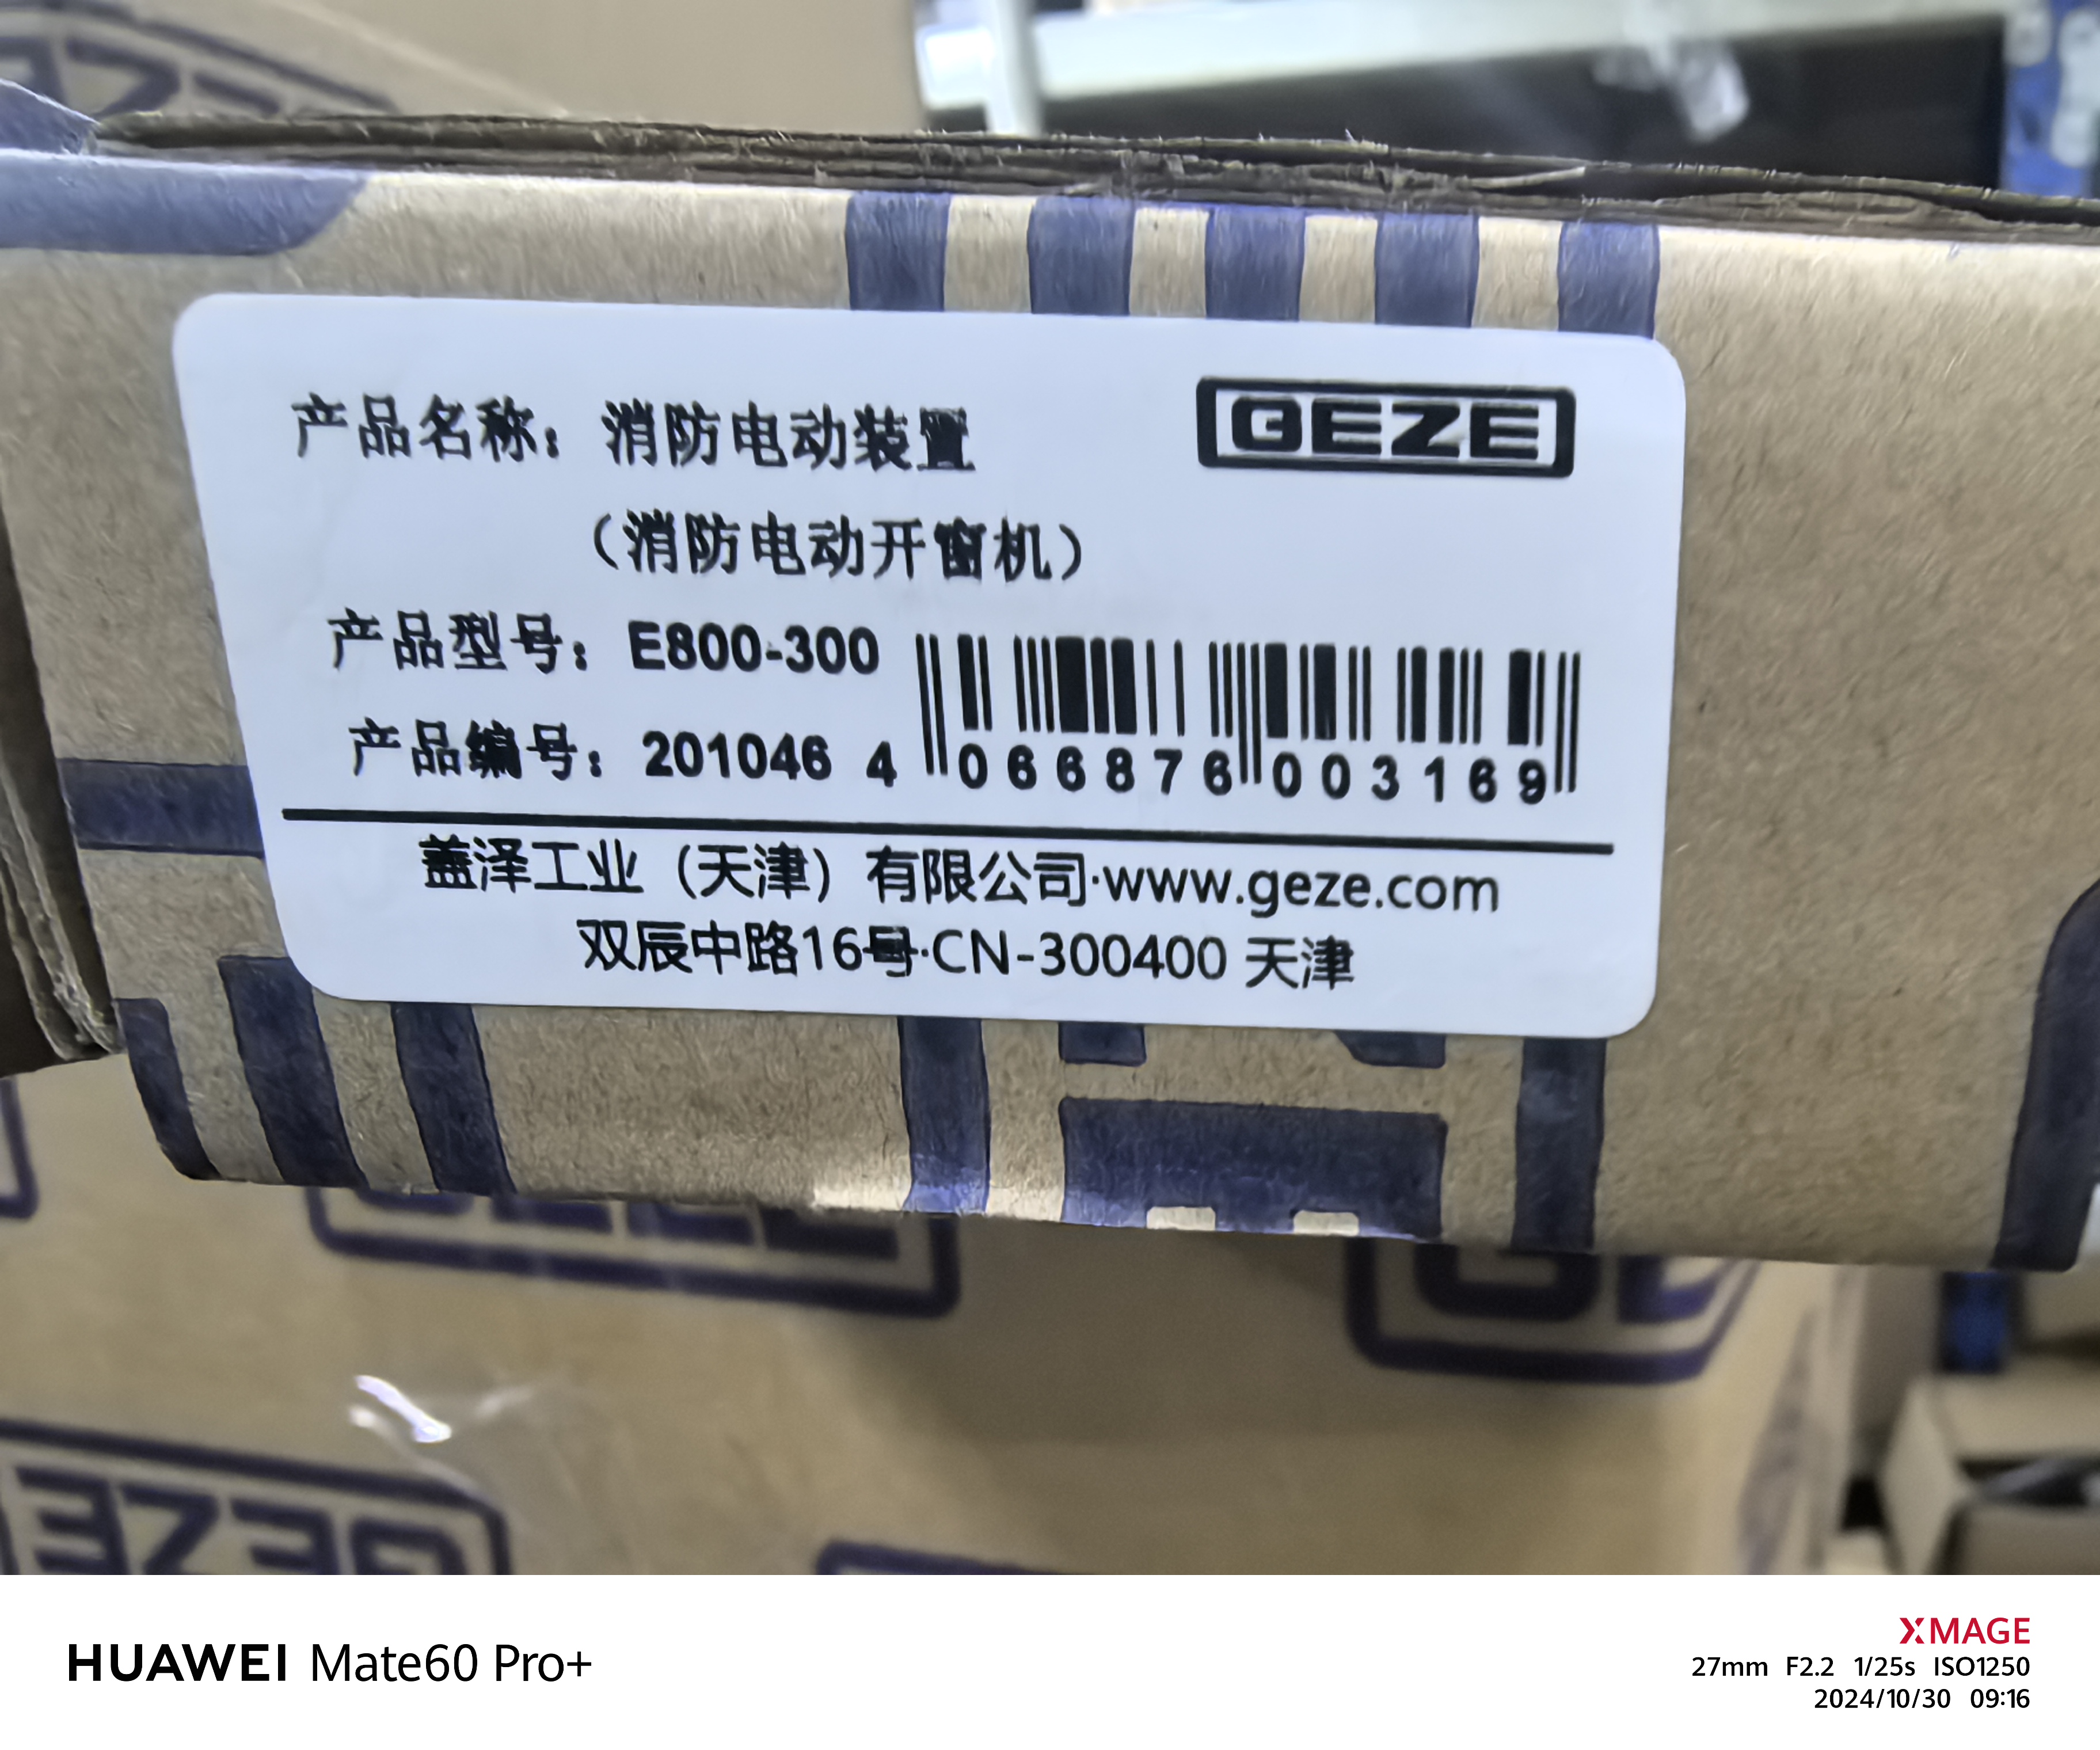 产品名称：消防电动装置
GEZE
（消防电动开窗机）
产品型号：E800-300
产品编号：201046
4 066876 003169
盖泽工业（天津）有限公司·www.geze.com
双辰中路16号·CN-300400 天津
GEZE
HUAWEI Mate60 Pro+
XMAGE
27mm F2.2 1/25s ISO1250
2024/10/30 09:16